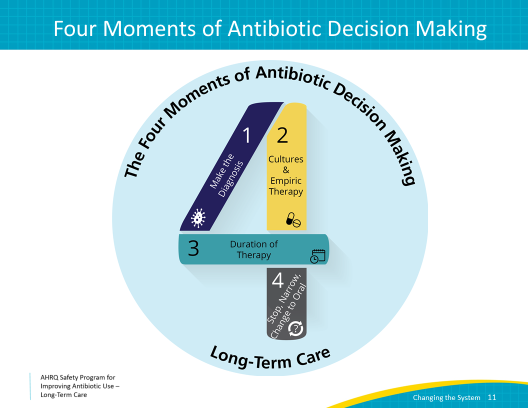 Four Moments of Antibiotic Decision Making
The Four Moments of Antibiotic Decision Making
1
Make the
Diagnosis
2
Cultures
&
Empiric
Therapy
3
Duration of
Therapy
4
Stop, Narrow,
Change to Oral
?
Long-Term Care
AHRQ Safety Program for
Improving Antibiotic Use –
Long-Term Care
Changing the System 11